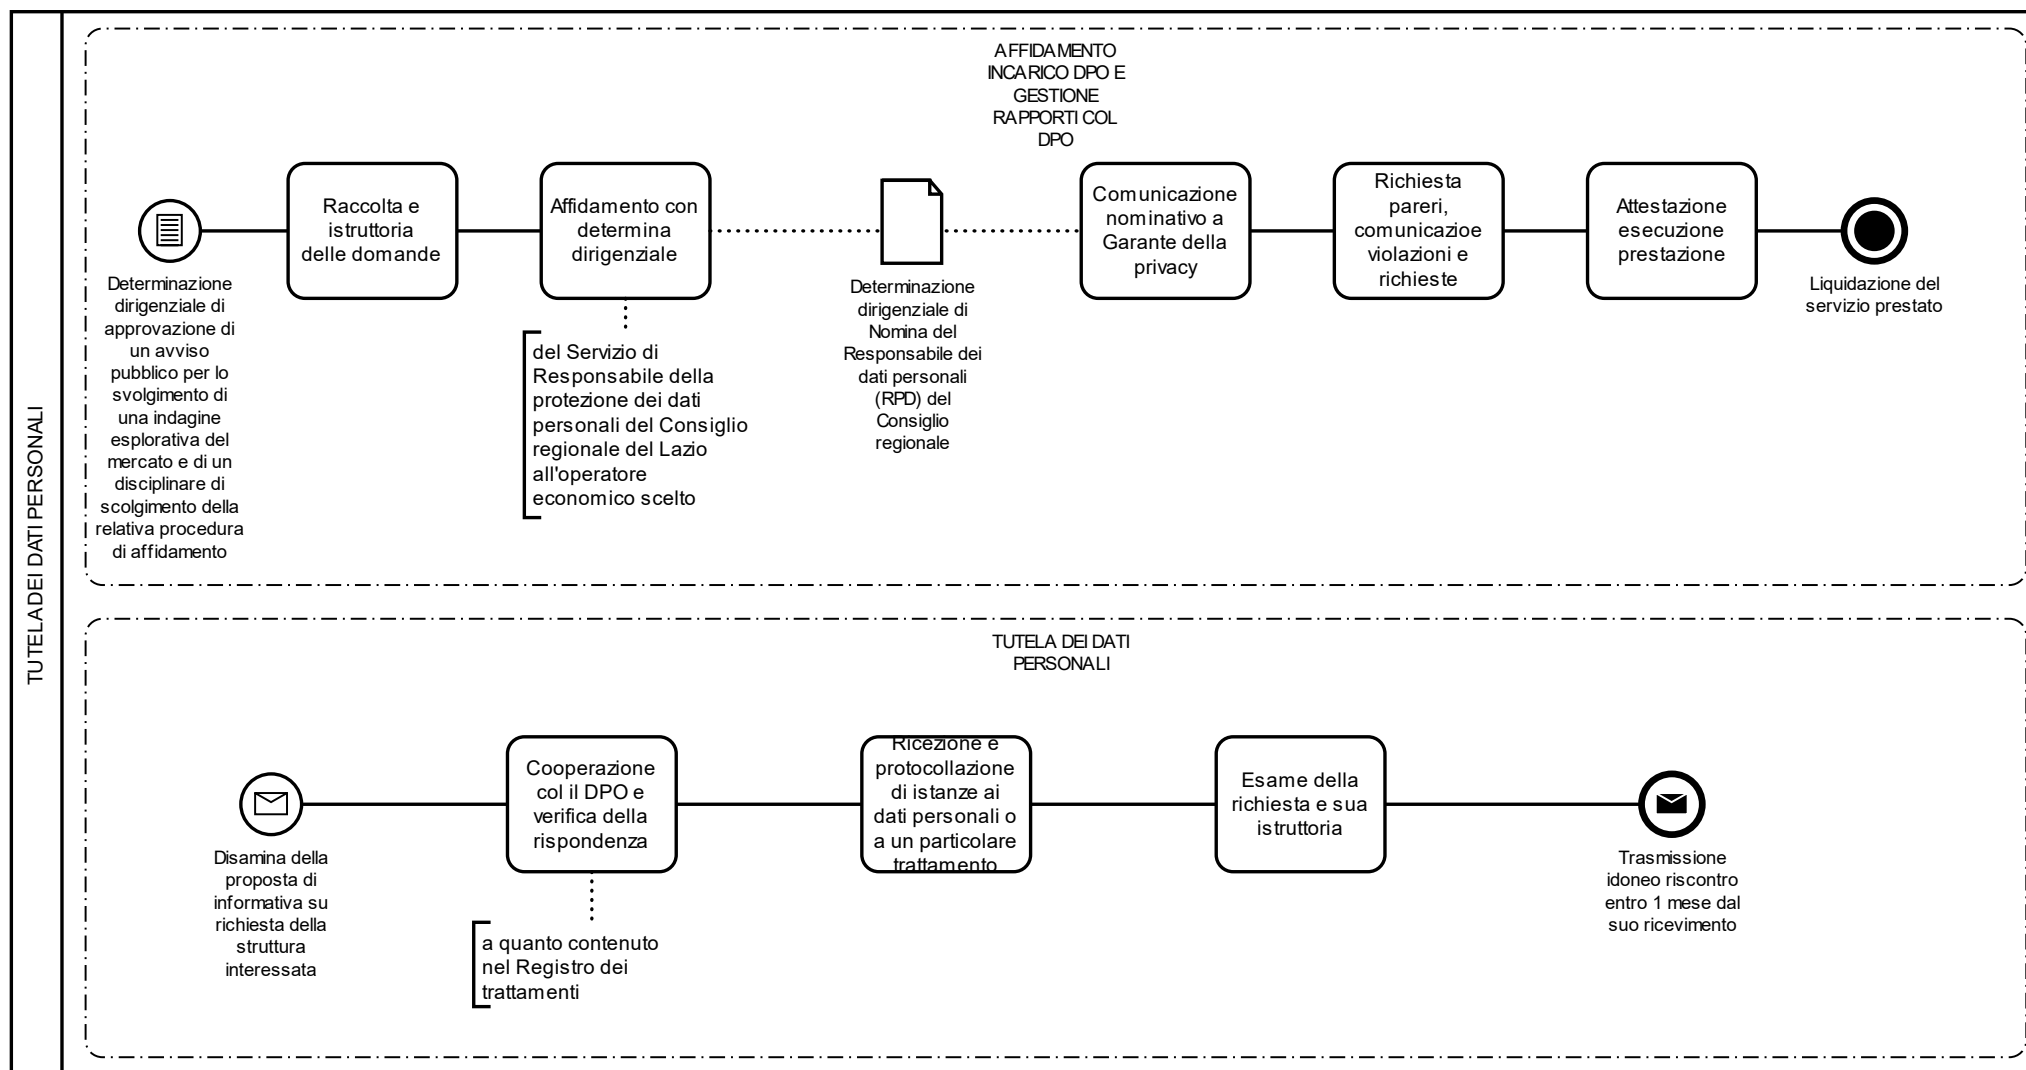 TUTELA DEI DATI PERSONALI
AFFIDAMENTO
INCARICO DPO E
GESTIONE
RAPPORTI COL
DPO
Determinazione
dirigenziale di
approvazione di
un avviso
pubblico per lo
svolgimento di
una indagine
esplorativa del
mercato e di un
disciplinare di
scolgimento della
relativa procedura
di affidamento
Raccolta e
istruttoria
delle domande
Affidamento con
determina
dirigenziale
del Servizio di
Responsabile della
protezione dei dati
personali del Consiglio
regionale del Lazio
all'operatore
economico scelto
Determinazione
dirigenziale di
Nomina del
Responsabile dei
dati personali
(RPD) del
Consiglio
regionale
Comunicazione
nominativo a
Garante della
privacy
Richiesta
pareri,
comunicazioe
violazioni e
richieste
Attestazione
esecuzione
prestazione
Liquidazione del
servizio prestato
TUTELA DEI DATI
PERSONALI
Disamina della
proposta di
informativa su
richiesta della
struttura
interessata
Cooperazione
col il DPO e
verifica della
rispondenza
a quanto contenuto
nel Registro dei
trattamenti
Ricezione e
protocollazione
di istanze ai
dati personali o
a un particolare
trattamento
Esame della
richiesta e sua
istruttoria
Trasmissione
idoneo riscontro
entro 1 mese dal
suo ricevimento